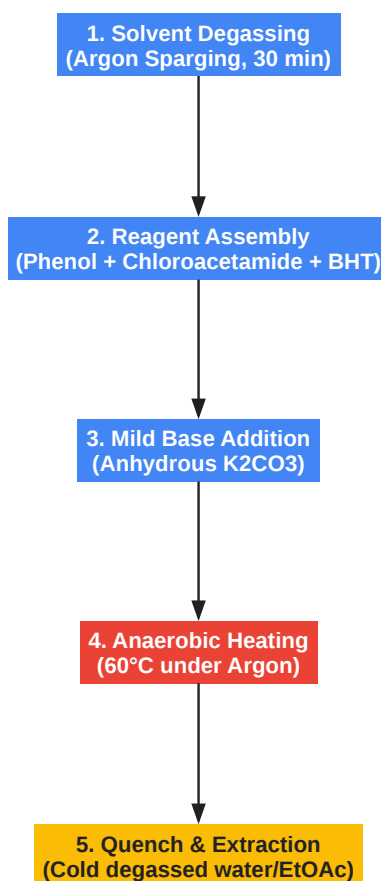 1. Solvent Degassing
(Argon Sparging, 30 min)
2. Reagent Assembly
(Phenol + Chloroacetamide + BHT)
3. Mild Base Addition
(Anhydrous K2CO3)
4. Anaerobic Heating
(60°C under Argon)
5. Quench & Extraction
(Cold degassed water/EtOAc)